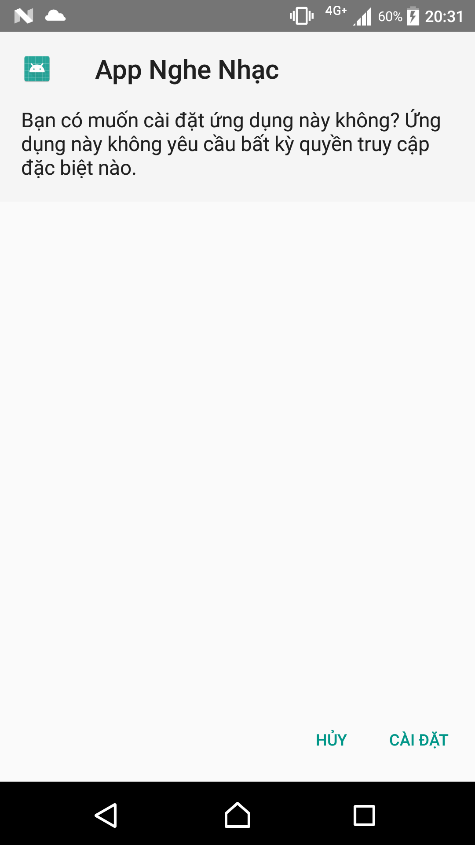 4G+ 60% 20:31
App Nghe Nhạc
Bạn có muốn cài đặt ứng dụng này không? Ứng
dụng này không yêu cầu bất kỳ quyền truy cập
đặc biệt nào.
HỦY CÀI ĐẶT